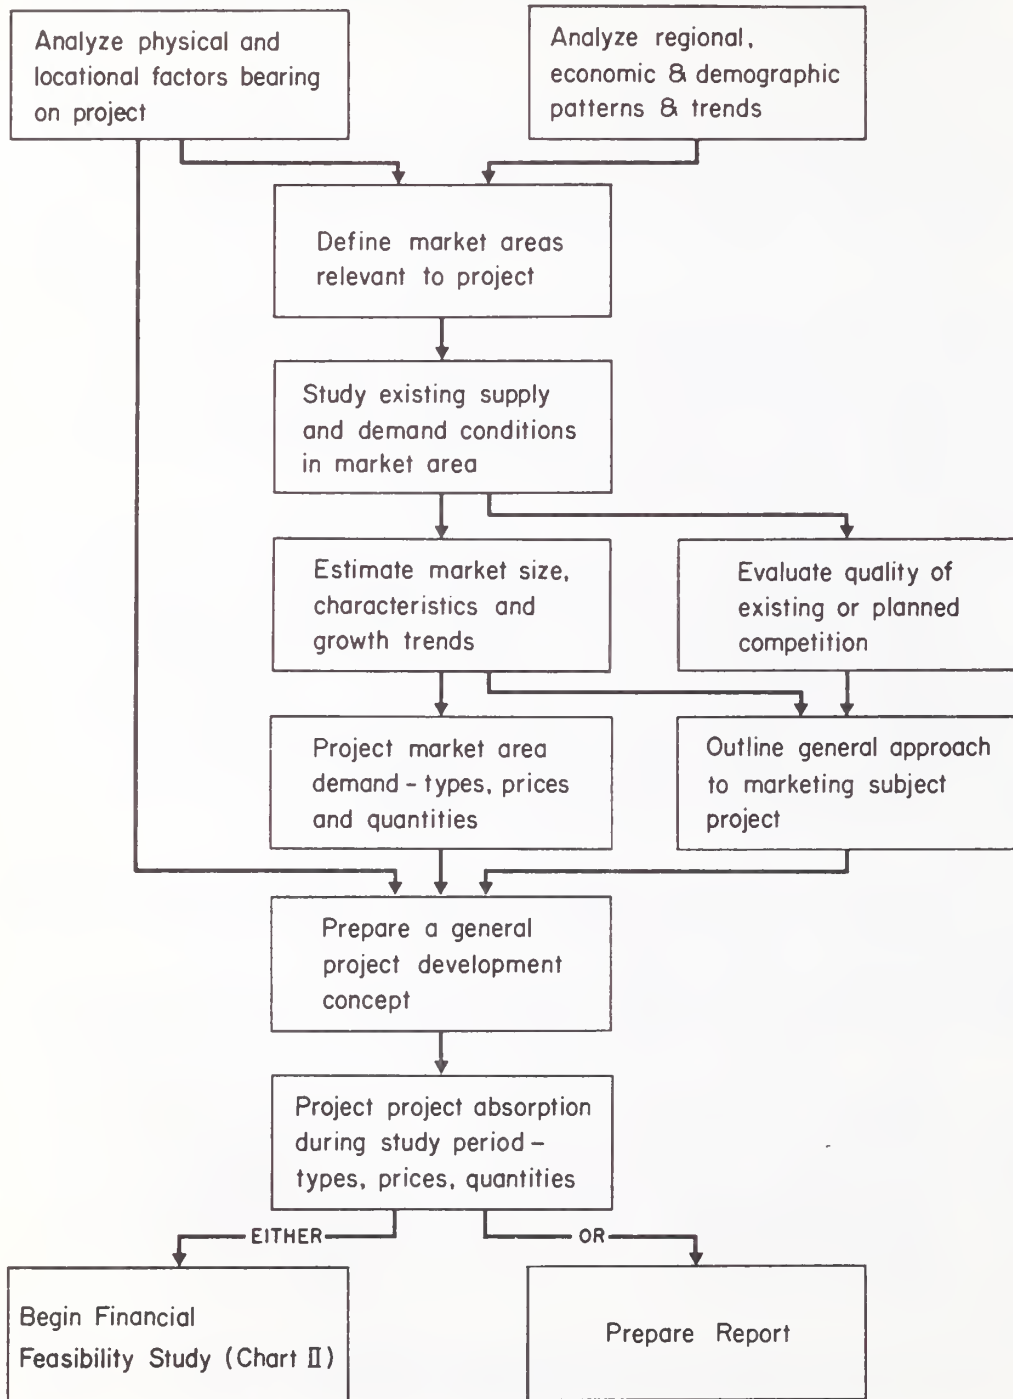 Analyze physical and
locational factors bearing
on project
Analyze regional,
economic & demographic
patterns & trends
Define market areas
relevant to project
Study existing supply
and demand conditions
in market area
Estimate market size,
characteristics and
growth trends
Evaluate quality of
existing or planned
competition
Project market area
demand - types, prices
and quantities
Outline general approach
to marketing subject
project
Prepare a general
project development
concept
Project project absorption
during study period -
types, prices, quantities
EITHER
OR
Begin Financial
Feasibility Study (Chart II)
Prepare Report